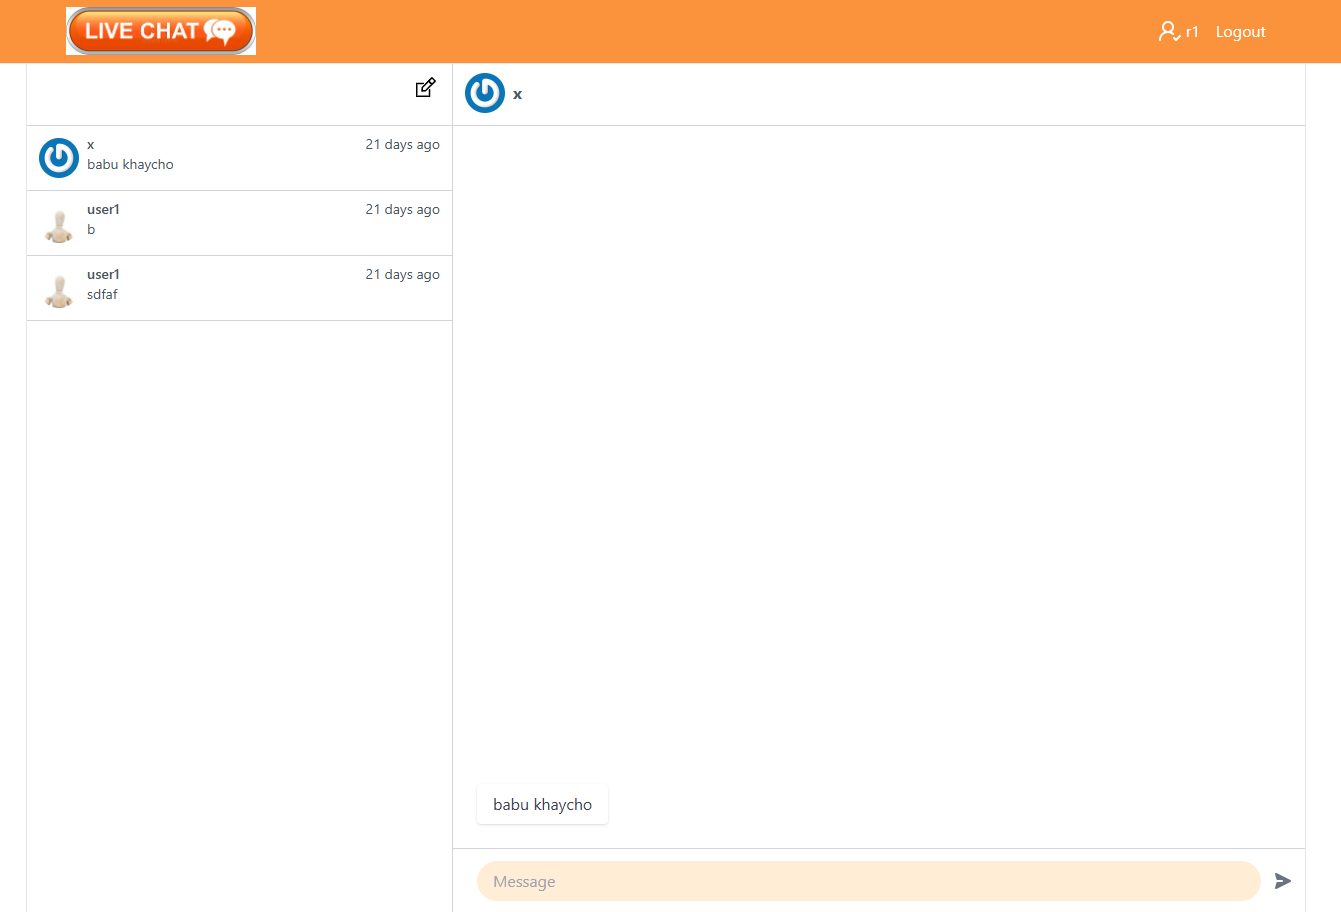 LIVE CHAT
r1
Logout
x
21 days ago
babu khaycho
user1
21 days ago
b
user1
21 days ago
sdfaf
x
babu khaycho
Message